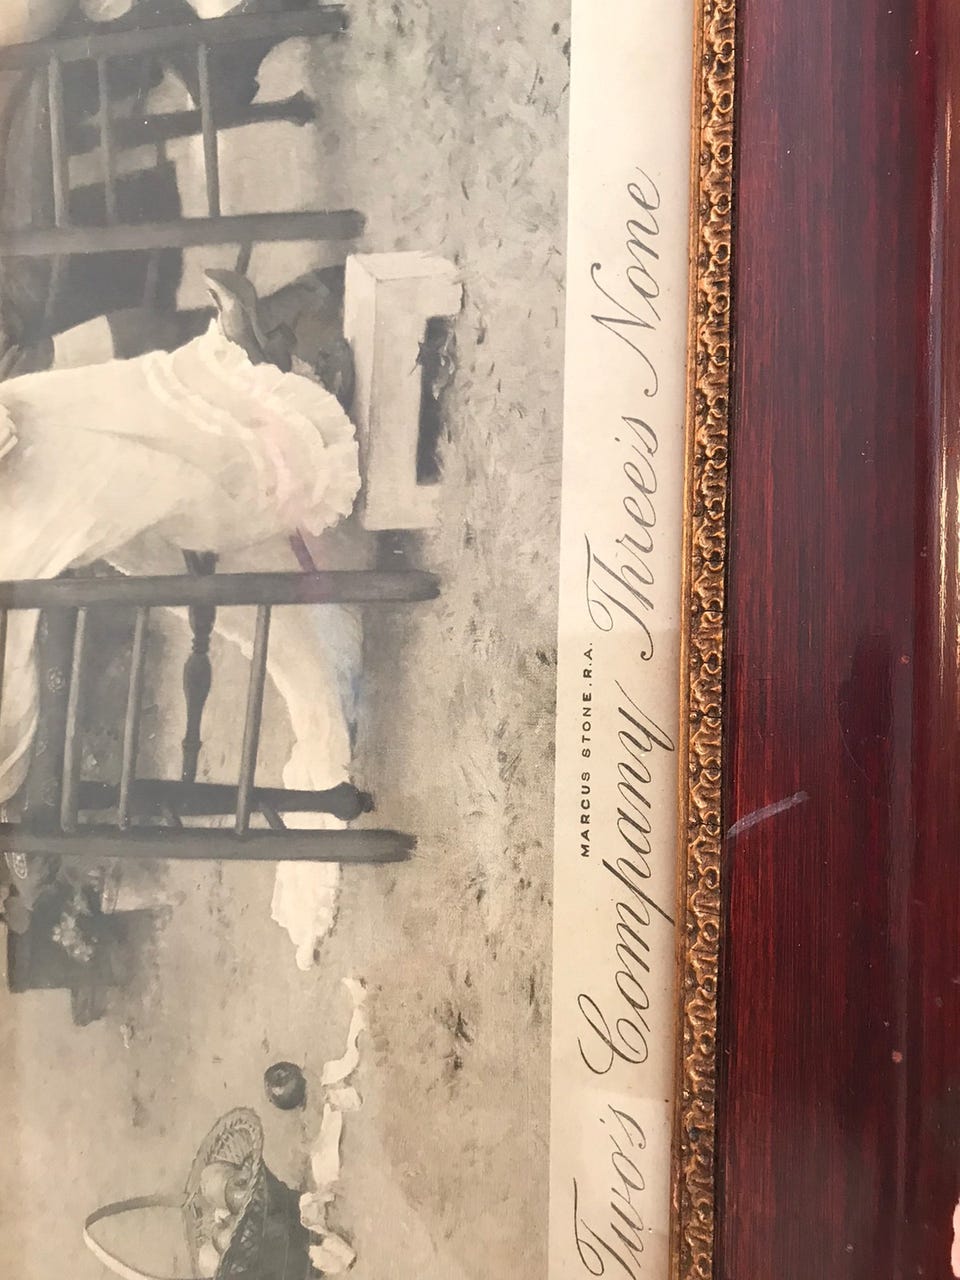 MARCUS STONE. R.A.
Two's Company Three's None